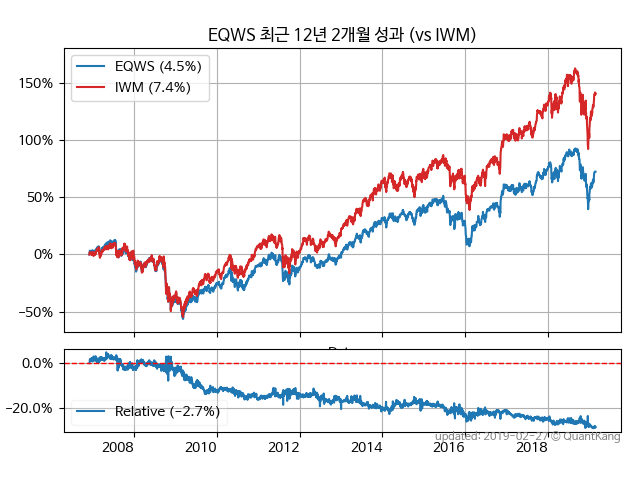 EQWS 최근 12년 2개월 성과 (vs IWM)
EQWS (4.5%)
IWM (7.4%)
150%
100%
50%
0%
−50%
0.0%
−20.0%
Relative (−2.7%)
2008 2010 2012 2014 2016 2018
updated: 2019-02-27 © QuantKang